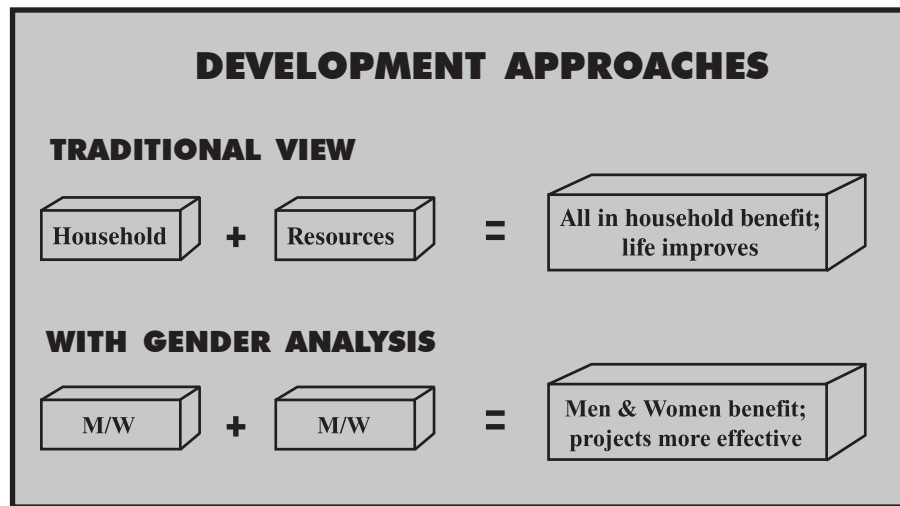 DEVELOPMENT APPROACHES
TRADITIONAL VIEW
Household + Resources = All in household benefit;
life improves
WITH GENDER ANALYSIS
M/W + M/W = Men & Women benefit;
projects more effective